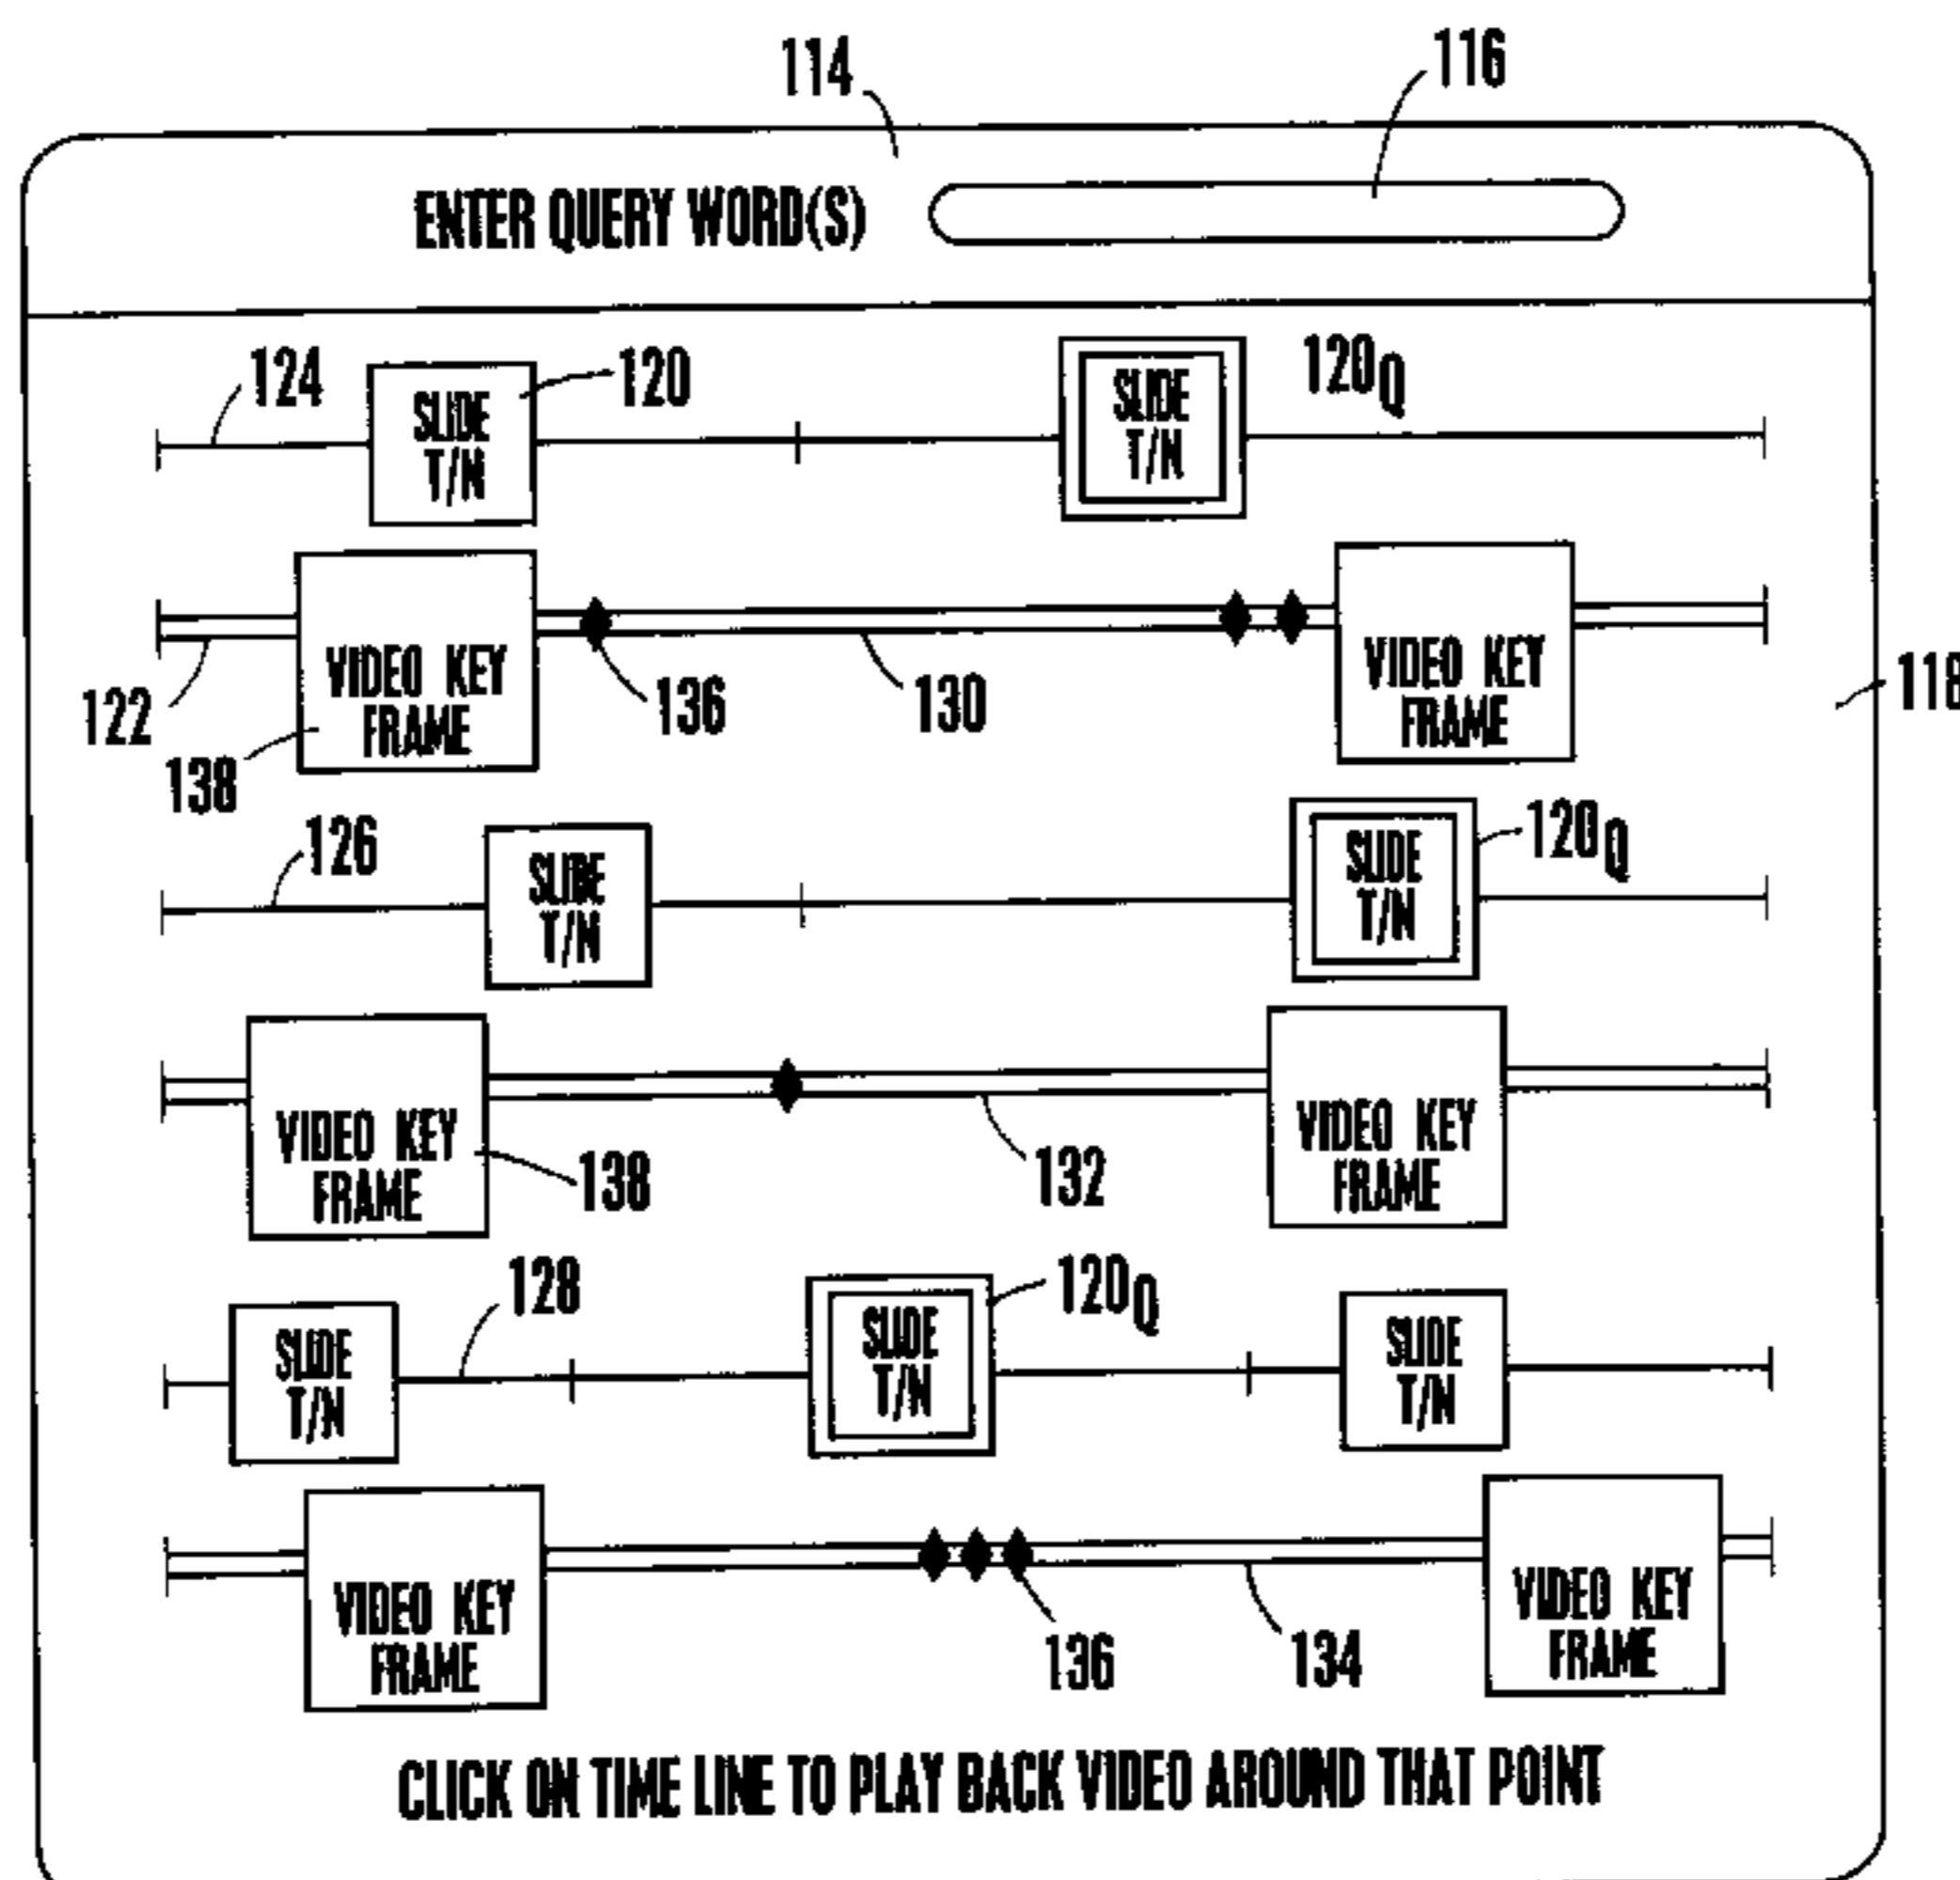 114
116
ENTER QUERY WORD(S)
124
SLIDE
T/N
120
SLIDE
T/N
120Q
122
VIDEO KEY
FRAME
138
136
130
VIDEO KEY
FRAME
118
126
SLIDE
T/N
SLIDE
T/N
120Q
VIDEO KEY
FRAME
138
132
VIDEO KEY
FRAME
SLIDE
T/N
128
SLIDE
T/N
120Q
SLIDE
T/N
VIDEO KEY
FRAME
136
134
VIDEO KEY
FRAME
CLICK ON TIME LINE TO PLAY BACK VIDEO AROUND THAT POINT